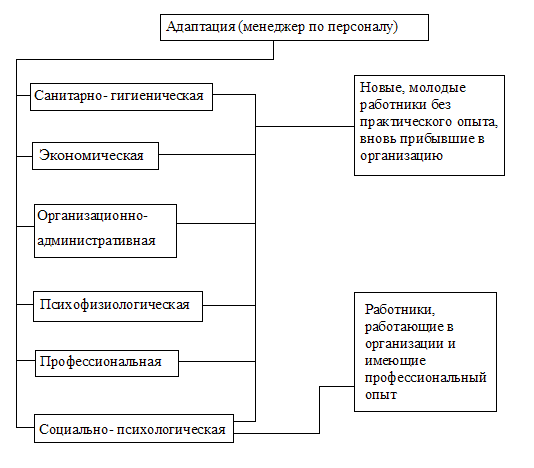 Адаптация (менеджер по персоналу)
Санитарно- гигиеническая
Экономическая
Организационно-
административная
Психофизиологическая
Профессиональная
Социально- психологическая
Новые, молодые
работники без
практического опыта,
вновь прибывшие в
организацию
Работники,
работающие в
организации и
имеющие
профессиональный
опыт